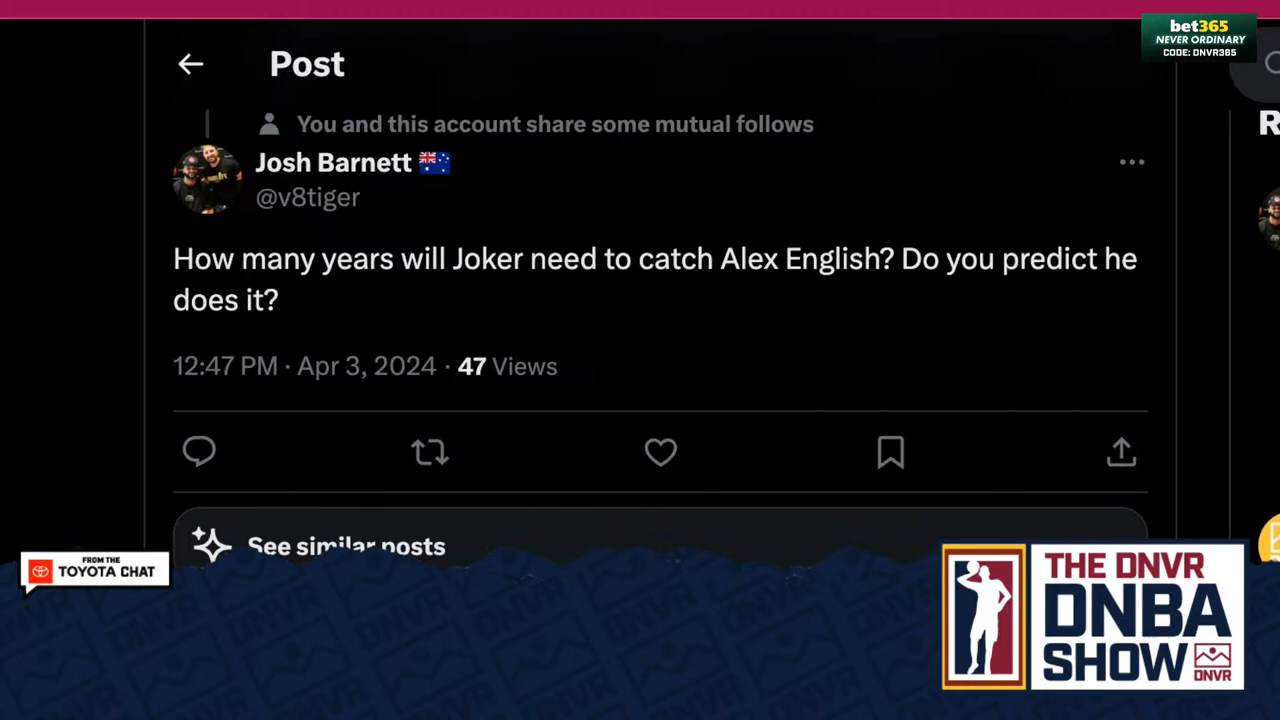 bet365
NEVER ORDINARY
CODE: DNVR365
Post
You and this account share some mutual follows
R
Josh Barnett
@v8tiger
How many years will Joker need to catch Alex English? Do you predict he
does it?
12:47 PM · Apr 3, 2024 · 47 Views
See similar posts
FROM THE
TOYOTA CHAT
THE DNVR
DNBA
SHOW
DNVR